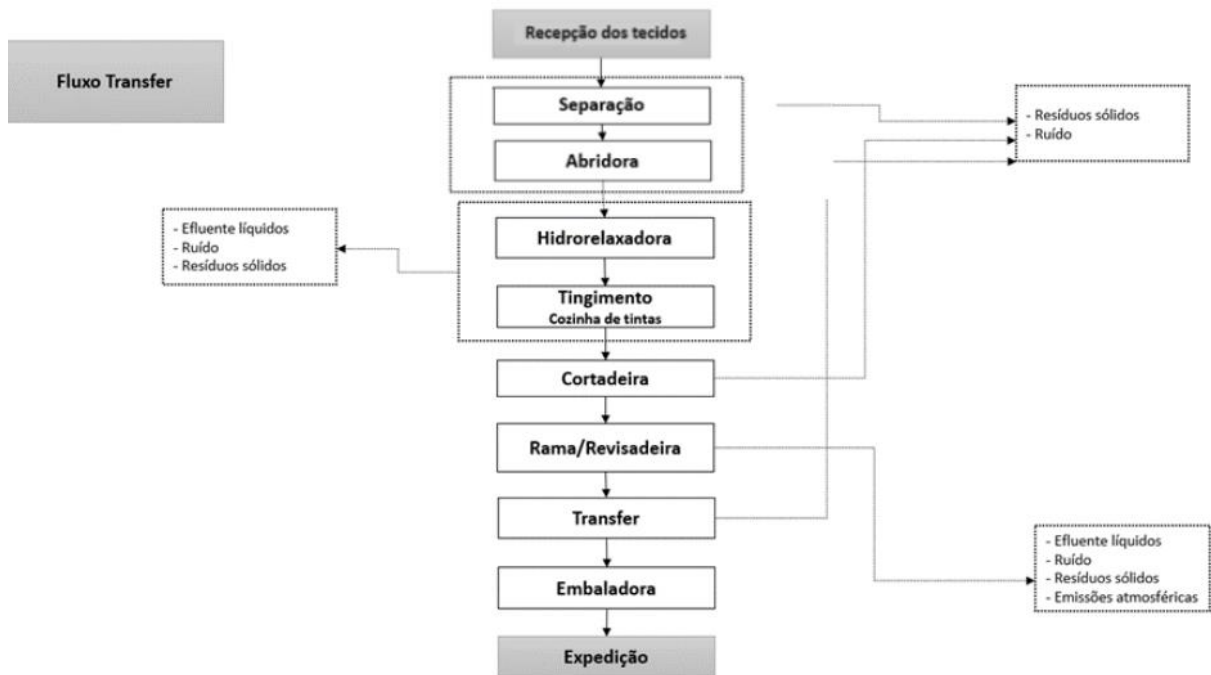 Fluxo Transfer
Recepção dos tecidos
Separação
Abridora
- Resíduos sólidos
- Ruído
- Efluente líquidos
- Ruído
- Resíduos sólidos
Hidrorelaxadora
Tingimento
Cozinha de tintas
Cortadeira
Rama/Revisadeira
Transfer
- Efluente líquidos
- Ruído
- Resíduos sólidos
- Emissões atmosféricas
Embaladora
Expedição